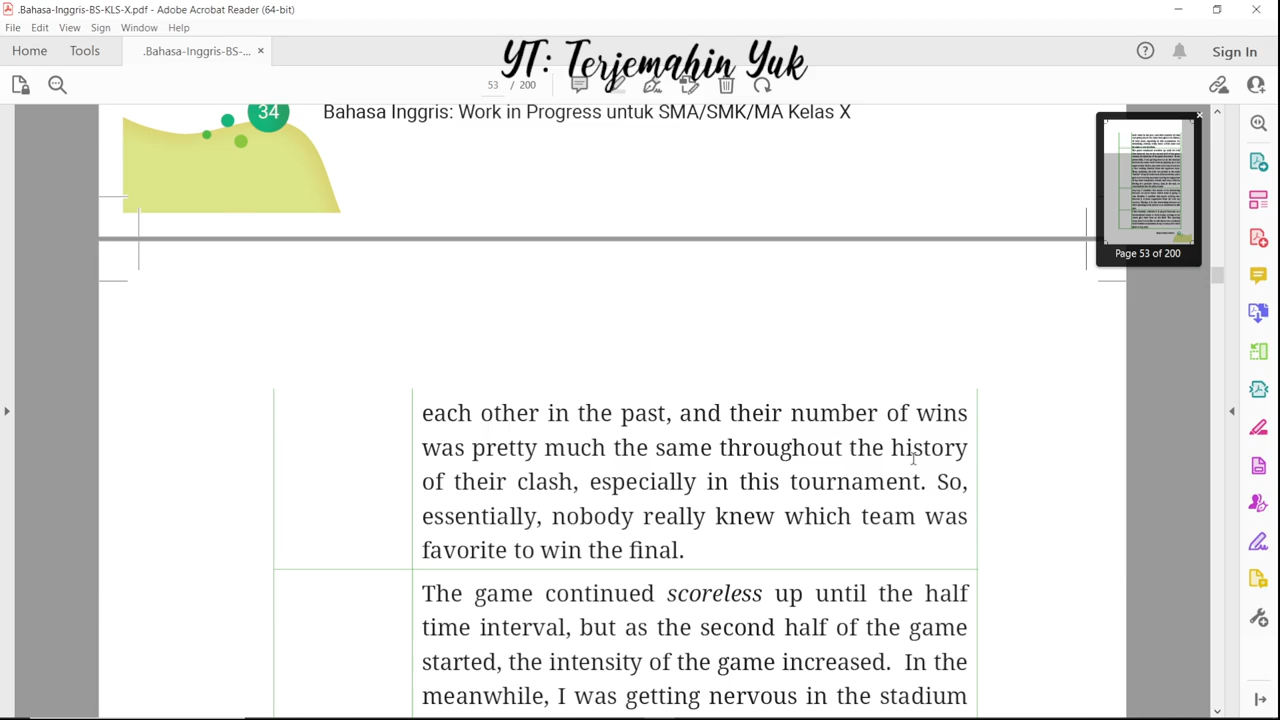 .Bahasa-Inggris-BS-KLS-X.pdf - Adobe Acrobat Reader (64-bit)
File Edit View Sign Window Help
Home Tools .Bahasa-Inggris-BS-... × Sign In
YT: Terjemahin Yuk
53 / 200
34 Bahasa Inggris: Work in Progress untuk SMA/SMK/MA Kelas X
Page 53 of 200
each other in the past, and their number of wins
was pretty much the same throughout the history
of their clash, especially in this tournament. So,
essentially, nobody really knew which team was
favorite to win the final.
The game continued scoreless up until the half
time interval, but as the second half of the game
started, the intensity of the game increased. In the
meanwhile, I was getting nervous in the stadium